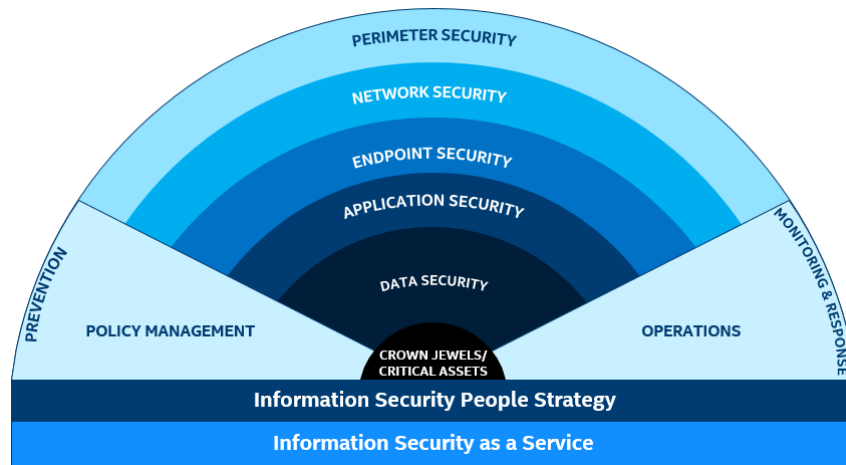 PERIMETER SECURITY
NETWORK SECURITY
ENDPOINT SECURITY
APPLICATION SECURITY
DATA SECURITY
PREVENTION
POLICY MANAGEMENT
MONITORING & RESPONSE
OPERATIONS
CROWN JEWELS/
CRITICAL ASSETS
Information Security People Strategy
Information Security as a Service